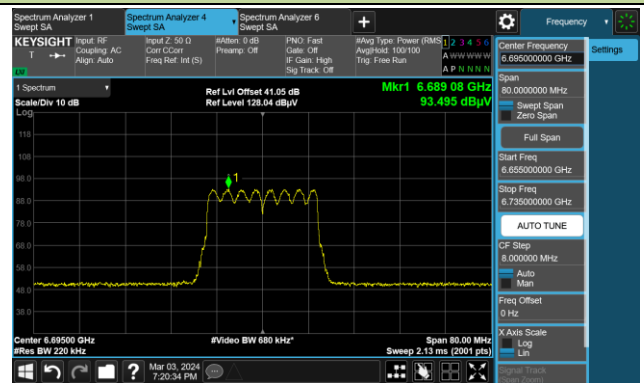 Spectrum Analyzer 1
Swept SA
Spectrum Analyzer 4
Swept SA
Spectrum Analyzer 6
Swept SA
Frequency
KEYSIGHT
T
LW
Input: RF
Coupling: AC
Align: Auto
Input Z: 50 Ω
Corr CCorr
Freq Ref: Int (S)
#Atten: 0 dB
Preamp: Off
PNO: Fast
Gate: Off
IF Gain: High
Sig Track: Off
#Avg Type: Power (RMS
Avg|Hold: 100/100
Trig: Free Run
1 2 3 4 5 6
A W W W W W
A P N N N N
1 Spectrum
Scale/Div 10 dB
Ref Lvl Offset 41.05 dB
Ref Level 128.04 dBµV
Mkr1 6.689 08 GHz
93.495 dBµV
Log
118
108
98.0
88.0
78.0
68.0
58.0
48.0
38.0
1
Center 6.69500 GHz
#Res BW 220 kHz
#Video BW 680 kHz*
Span 80.00 MHz
Sweep 2.13 ms (2001 pts)
Center Frequency
6.695000000 GHz
Settings
Span
80.0000000 MHz
Swept Span
Zero Span
Full Span
Start Freq
6.655000000 GHz
Stop Freq
6.735000000 GHz
AUTO TUNE
CF Step
8.000000 MHz
Auto
Man
Freq Offset
0 Hz
X Axis Scale
Log
Lin
Signal Track
(Span Zoom)
Mar 03, 2024
7:20:34 PM